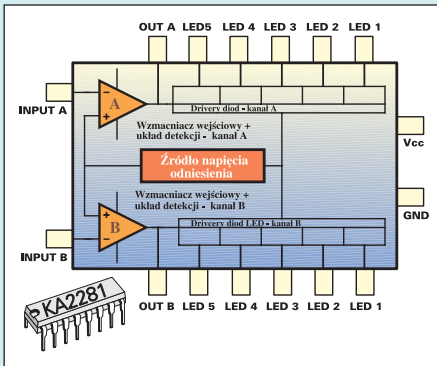 OUT A LED5 LED 4 LED 3 LED 2 LED 1
INPUT A
A
Drivery diod - kanał A
Wzmacniacz wejściowy +
układ detekcji - kanał A
Vcc
Źródło napięcia
odniesienia
Wzmacniacz wejściowy +
układ detekcji - kanał B
GND
B
Drivcery diod LED - kanał B
INPUT B
OUT B LED 5 LED 4 LED 3 LED 2 LED 1
KA2281